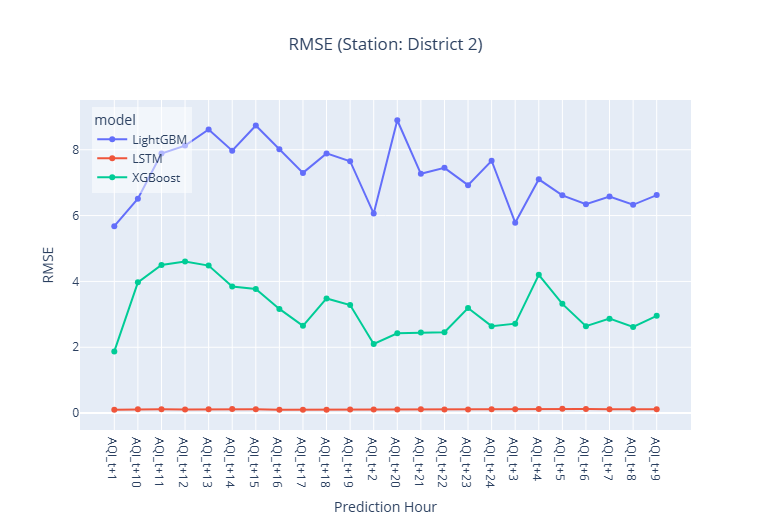 RMSE (Station: District 2)
model
LightGBM
LSTM
XGBoost
RMSE
8
6
4
2
0
AQI_t+1
AQI_t+10
AQI_t+11
AQI_t+12
AQI_t+13
AQI_t+14
AQI_t+15
AQI_t+16
AQI_t+17
AQI_t+18
AQI_t+19
AQI_t+2
AQI_t+20
AQI_t+21
AQI_t+22
AQI_t+23
AQI_t+24
AQI_t+3
AQI_t+4
AQI_t+5
AQI_t+6
AQI_t+7
AQI_t+8
AQI_t+9
Prediction Hour